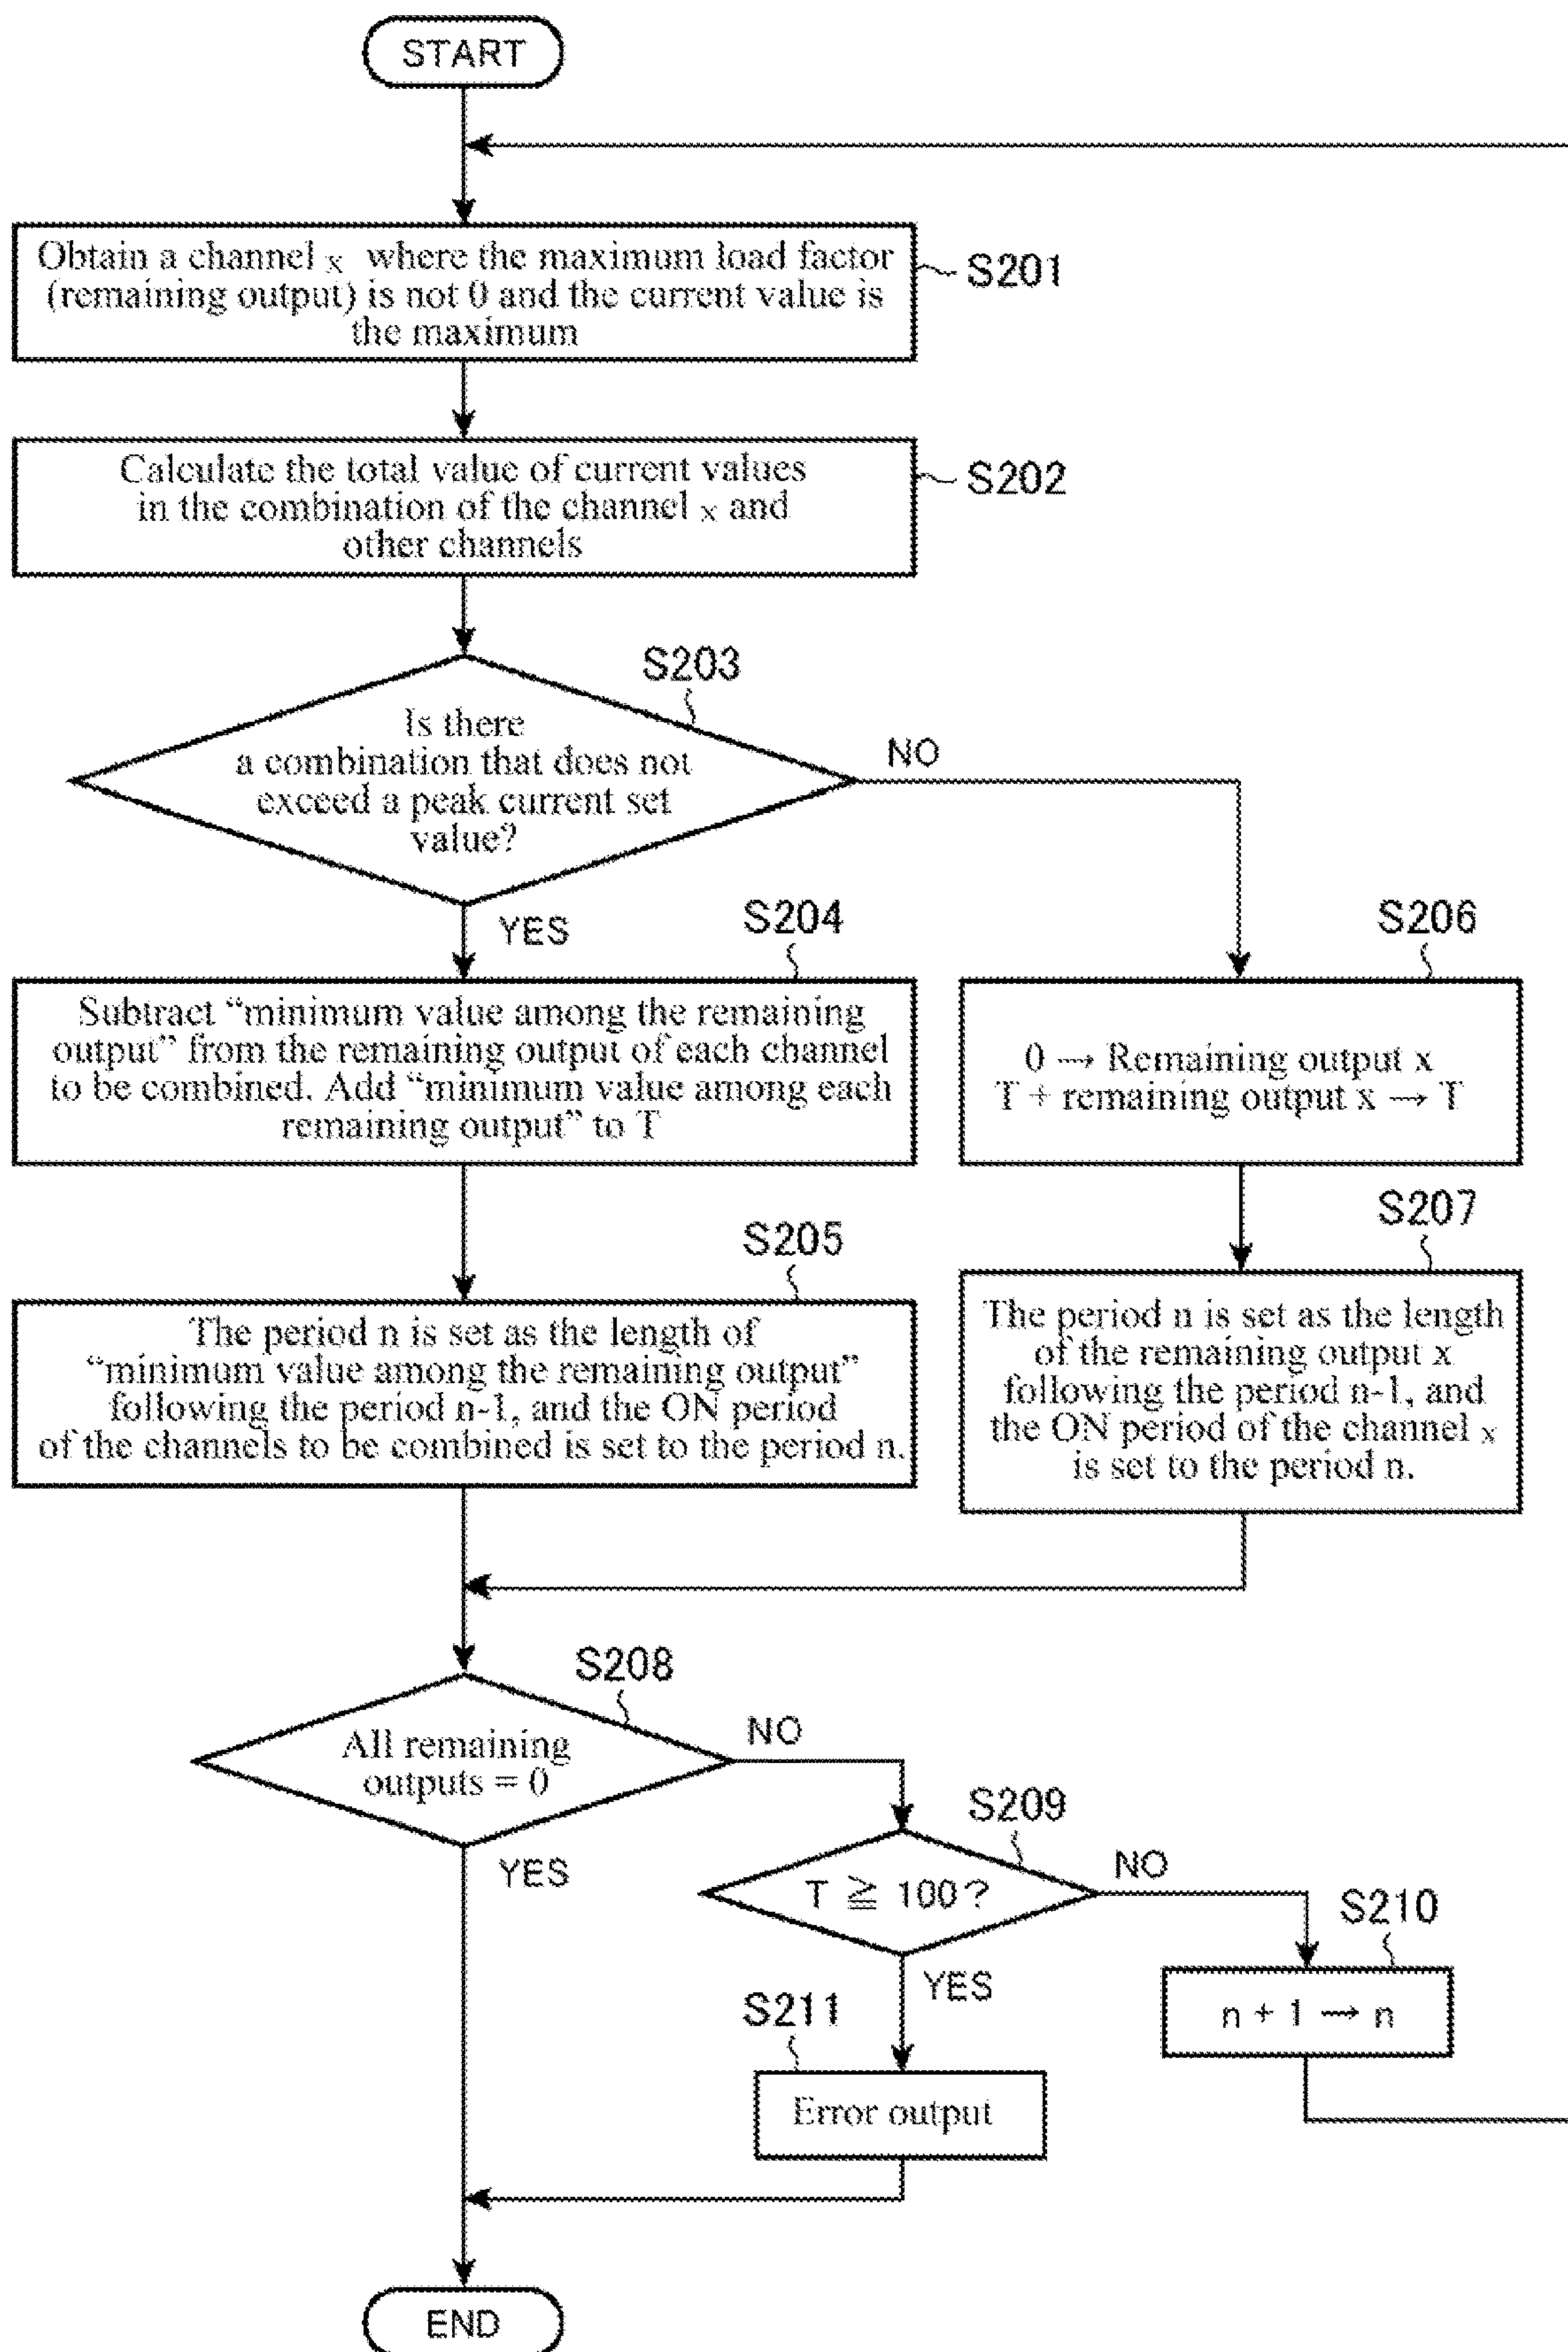 START
Obtain a channel x where the maximum load factor
(remaining output) is not 0 and the current value is
the maximum
S201
Calculate the total value of current values
in the combination of the channel x and
other channels
S202
S203
Is there
a combination that does not
exceed a peak current set
value?
NO
YES
S204
Subtract “minimum value among the remaining
output” from the remaining output of each channel
to be combined. Add “minimum value among each
remaining output” to T
S206
0 → Remaining output x
T + remaining output x → T
S205
The period n is set as the length of
“minimum value among the remaining output”
following the period n-1, and the ON period
of the channels to be combined is set to the period n.
S207
The period n is set as the length
of the remaining output x
following the period n-1, and
the ON period of the channel x
is set to the period n.
S208
All remaining
outputs = 0
NO
YES
S209
T ≧ 100?
NO
YES
S210
n + 1 → n
S211
Error output
END